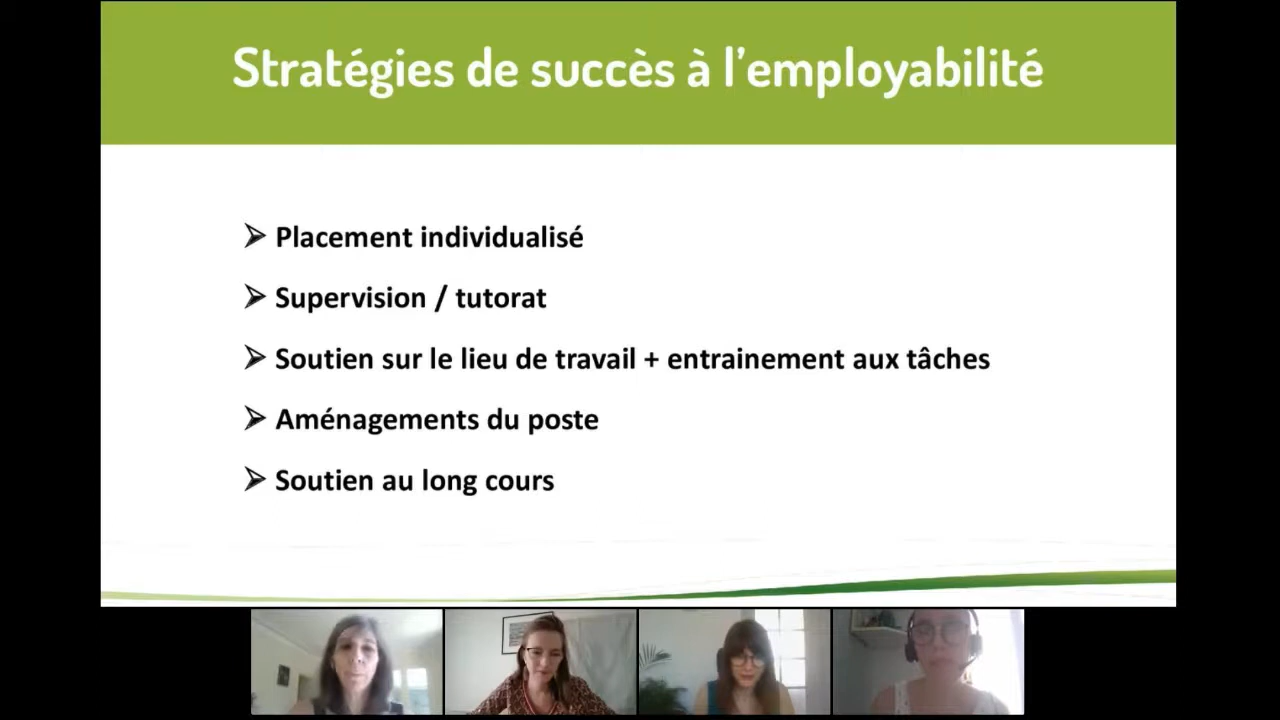 Stratégies de succès à l’employabilité
Placement individualisé
Supervision / tutorat
Soutien sur le lieu de travail + entrainement aux tâches
Aménagements du poste
Soutien au long cours